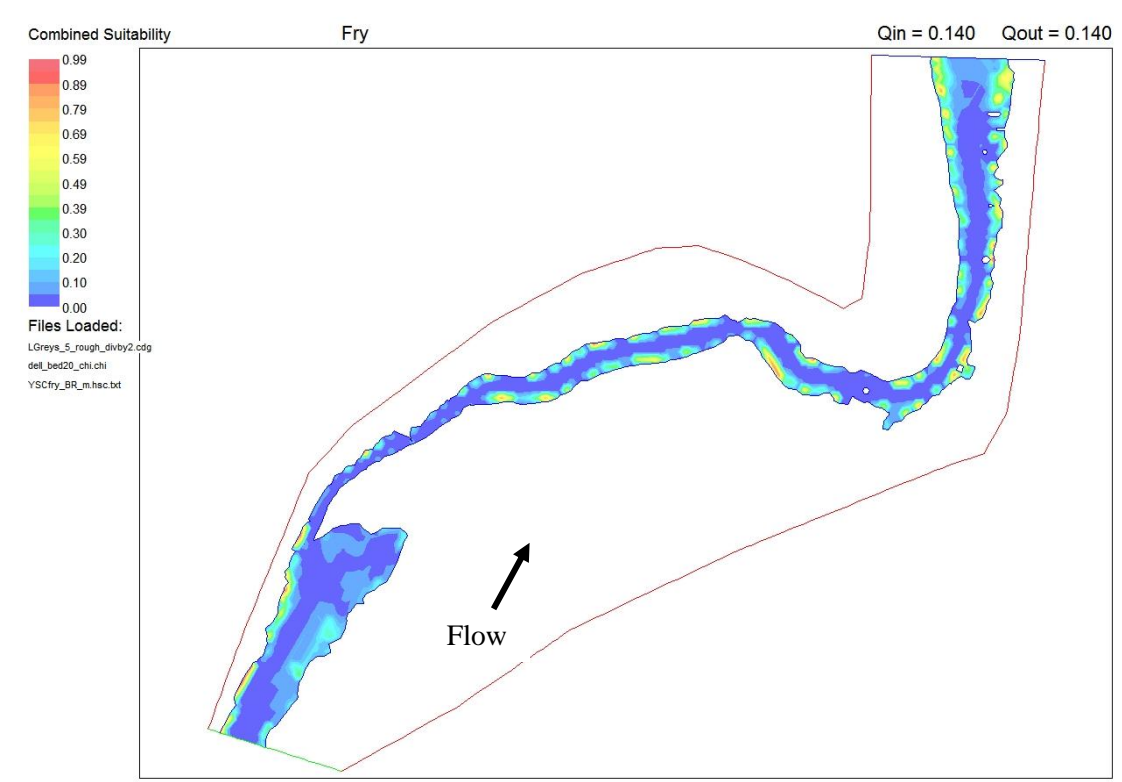 Combined Suitability Fry Qin = 0.140 Qout = 0.140
0.99
0.89
0.79
0.69
0.59
0.49
0.39
0.30
0.20
0.10
0.00
Files Loaded:
LGreys_5_rough_divby2.cdg
dell_bed20_chi.chi
YSCfry_BR_m.hsc.txt
Flow